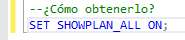 --¿Cómo obtenerlo?
SET SHOWPLAN_ALL ON;